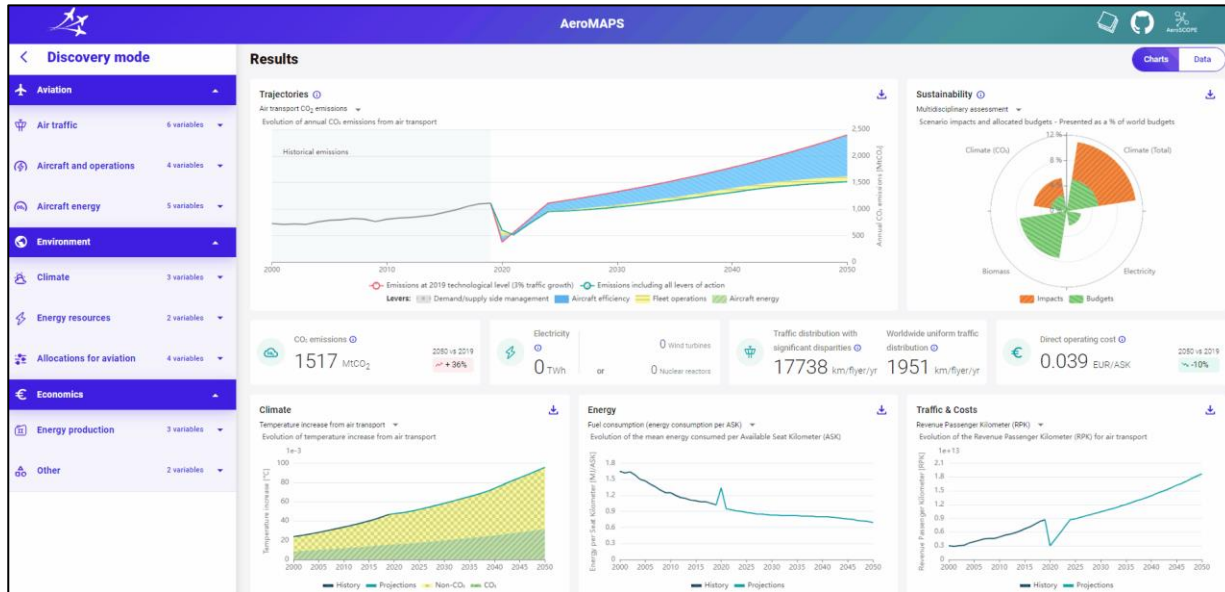 AeroMAPS
AeroSCOPE
Discovery mode
Aviation
Air traffic
6 variables
Aircraft and operations
4 variables
Aircraft energy
5 variables
Environment
Climate
3 variables
Energy resources
2 variables
Allocations for aviation
4 variables
Economics
Energy production
3 variables
Other
2 variables
Results
Charts
Data
Trajectories
Air transport CO₂ emissions
Evolution of annual CO₂ emissions from air transport
Historical emissions
2,500
2,000
1,500
1,000
500
0
Annual CO₂ emissions [MtCO₂]
2000 2010 2020 2030 2040 2050
Emissions at 2019 technological level (3% traffic growth) Emissions including all levers of action
Levers: Demand/supply side management Aircraft efficiency Fleet operations Aircraft energy
Sustainability
Multidisciplinary assessment
Scenario impacts and allocated budgets - Presented as a % of world budgets
12 %
8 %
Climate (CO₂)
Climate (Total)
Biomass
Electricity
Impacts Budgets
CO₂ emissions
1517 MtCO₂
2050 vs 2019
+ 36%
Electricity
0 TWh
or
0 Wind turbines
0 Nuclear reactors
Traffic distribution with significant disparities
17738 km/flyer/yr
Worldwide uniform traffic distribution
1951 km/flyer/yr
Direct operating cost
0.039 EUR/ASK
2050 vs 2019
-10%
Climate
Temperature increase from air transport
Evolution of temperature increase from air transport
1e-3
Temperature increase [°C]
100
80
60
40
20
0
2000 2005 2010 2015 2020 2025 2030 2035 2040 2045 2050
History Projections Non-CO₂ CO₂
Energy
Fuel consumption (energy consumption per ASK)
Evolution of the mean energy consumed per Available Seat Kilometer (ASK)
Energy per Seat Kilometer [MJ/ASK]
1.8
1.5
1.2
0.9
0.6
0.3
0
2000 2005 2010 2015 2020 2025 2030 2035 2040 2045 2050
History Projections
Traffic & Costs
Revenue Passenger Kilometer (RPK)
Evolution of the Revenue Passenger Kilometer (RPK) for air transport
1e+13
Revenue Passenger Kilometer [RPK]
2.1
1.8
1.5
1.2
0.9
0.6
0.3
0
2000 2005 2010 2015 2020 2025 2030 2035 2040 2045 2050
History Projections